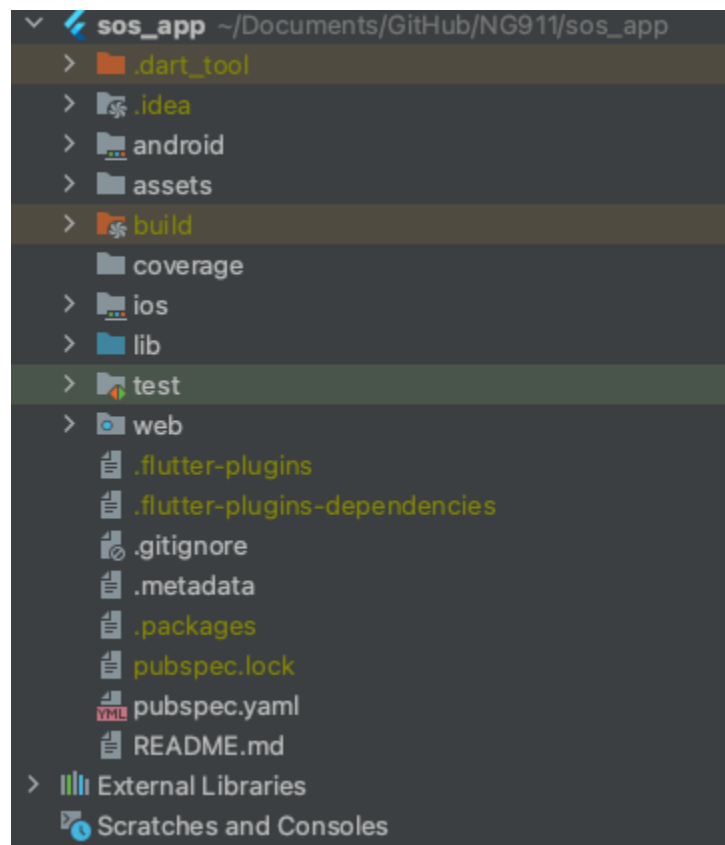 sos_app ~/Documents/GitHub/NG911/sos_app
.dart_tool
.idea
android
assets
build
coverage
ios
lib
test
web
.flutter-plugins
.flutter-plugins-dependencies
.gitignore
.metadata
.packages
pubspec.lock
YML pubspec.yaml
README.md
External Libraries
Scratches and Consoles